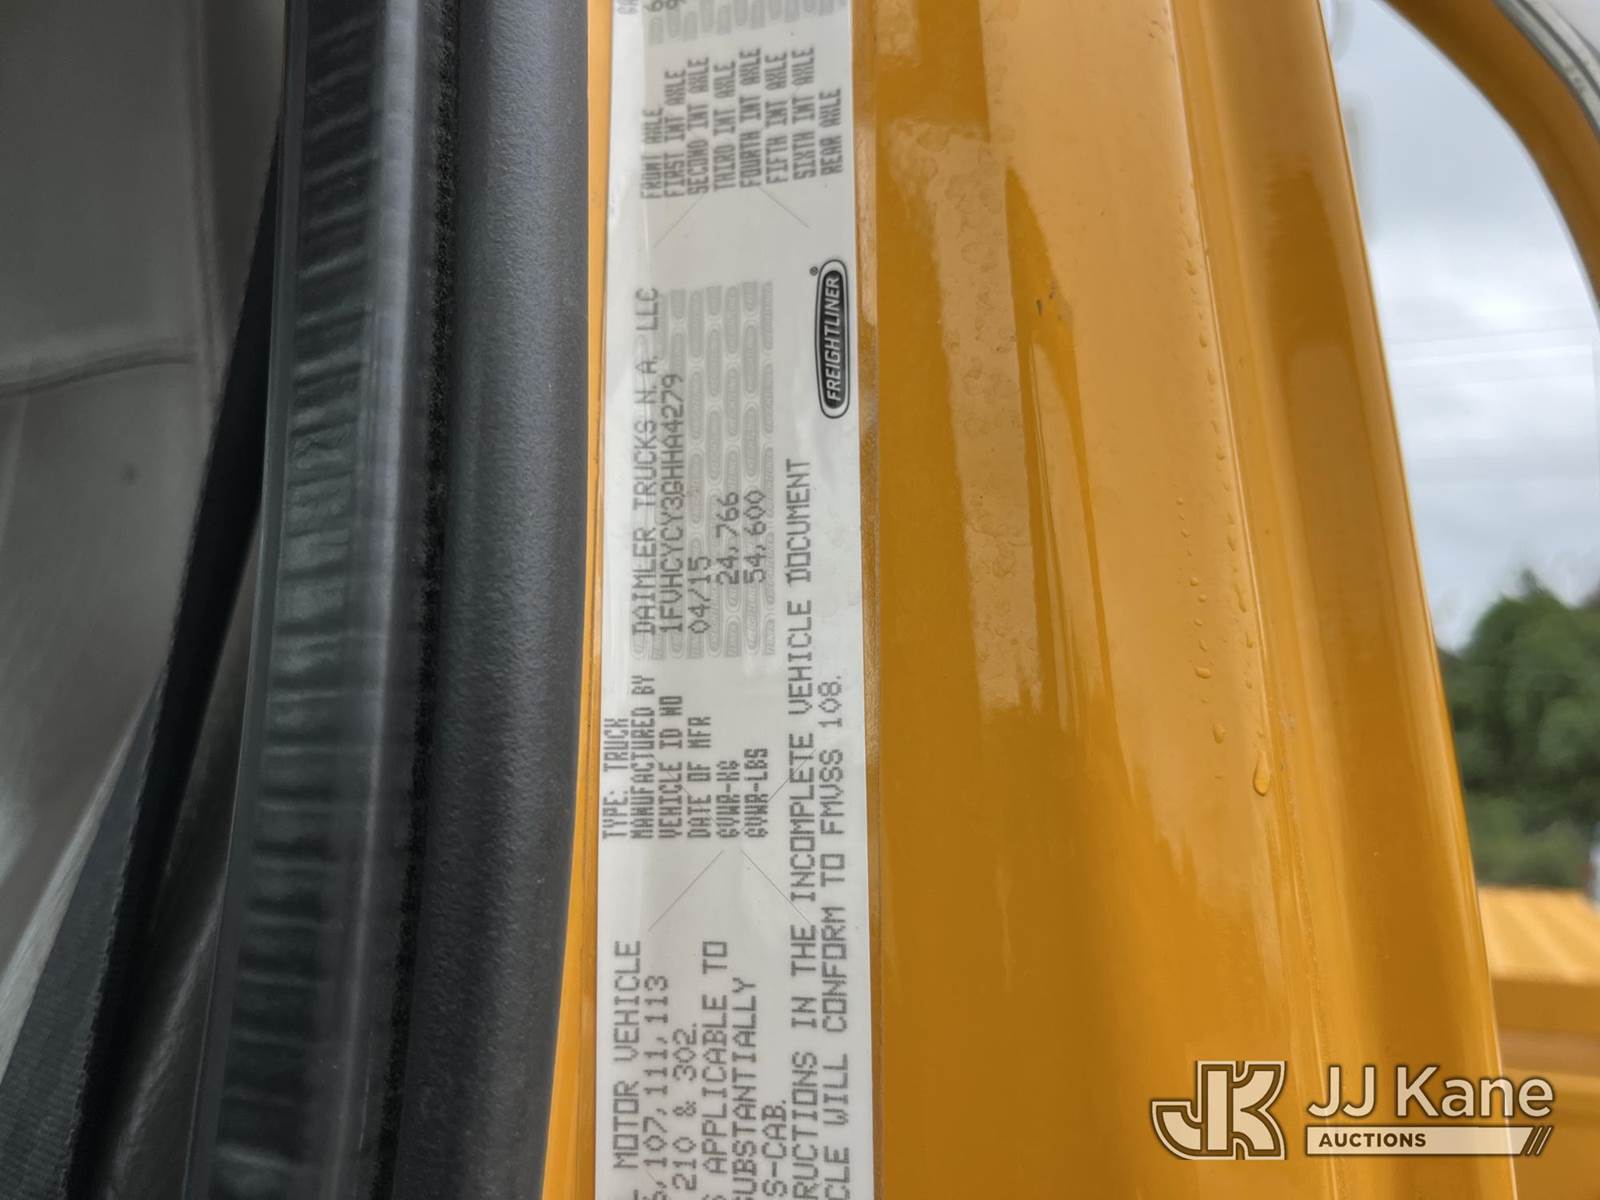 MOTOR VEHICLE
107, 111, 113
210 & 302.
APPLICABLE TO
UBSTANTIALLY
S-CAB.
RUCTIONS IN THE INCOMPLETE VEHICLE DOCUMENT
CLE WILL CONFORM TO FMVSS 108.
TYPE: TRUCK
MANUFACTURED BY DAIMLER TRUCKS N.A. LLC
VEHICLE ID NO 1FVHCYCY3GHHA4279
DATE OF MFR 04/15
GVWR-KG 24,766
GVWR-LBS 54,600
FREIGHTLINER®
FRONT AXLE
FIRST INT AXLE
SECOND INT AXLE
THIRD INT AXLE
FOURTH INT AXLE
FIFTH INT AXLE
SIXTH INT AXLE
REAR AXLE
JK
JJ Kane
AUCTIONS